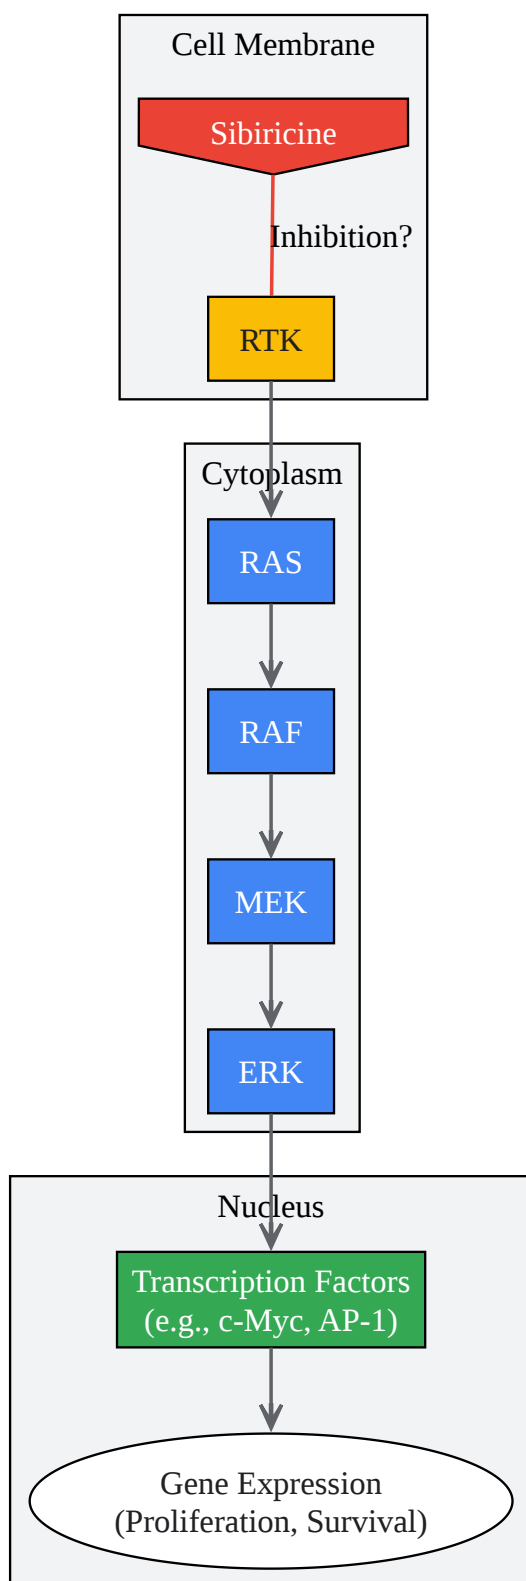 Cell Membrane
Sibiricine
Inhibition?
RTK
Cytoplasm
RAS
RAF
MEK
ERK
Nucleus
Transcription Factors
(e.g., c-Myc, AP-1)
Gene Expression
(Proliferation, Survival)